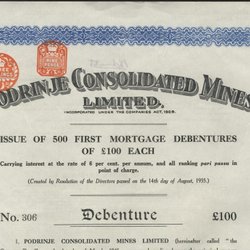 PODRINJE CONSOLIDATED MINES
LIMITED.
INCORPORATED UNDER THE COMPANIES ACT, 1929.
ISSUE OF 500 FIRST MORTGAGE DEBENTURES
OF £100 EACH
Carrying interest at the rate of 6 per cent. per annum, and all ranking pari passu in
point of charge.
(Created by Resolution of the Directors passed on the 14th day of August, 1935.)
No. 306 Debenture £100
1. PODRINJE CONSOLIDATED MINES LIMITED (hereinafter called "the